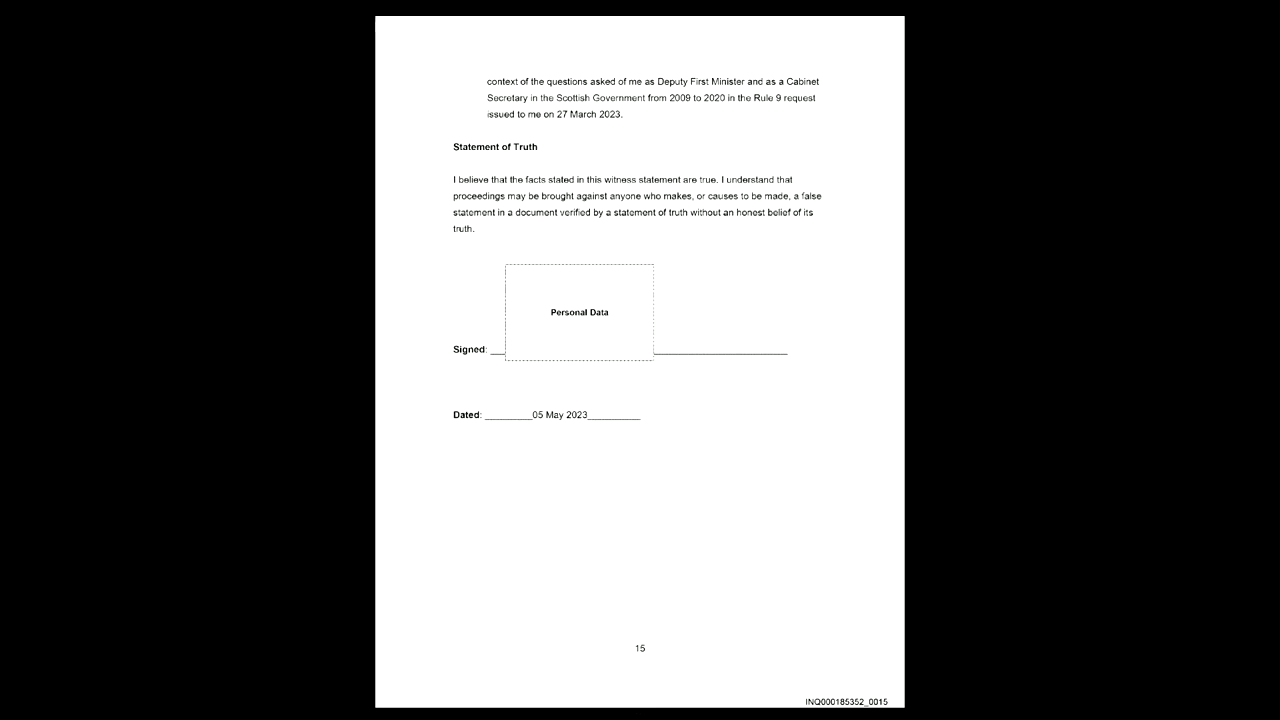 context of the questions asked of me as Deputy First Minister and as a Cabinet
Secretary in the Scottish Government from 2009 to 2020 in the Rule 9 request
issued to me on 27 March 2023.
Statement of Truth
I believe that the facts stated in this witness statement are true. I understand that
proceedings may be brought against anyone who makes, or causes to be made, a false
statement in a document verified by a statement of truth without an honest belief of its
truth.
Personal Data
Signed: ___ ___________________________
Dated: _________05 May 2023__________
15
INQ000185352_0015